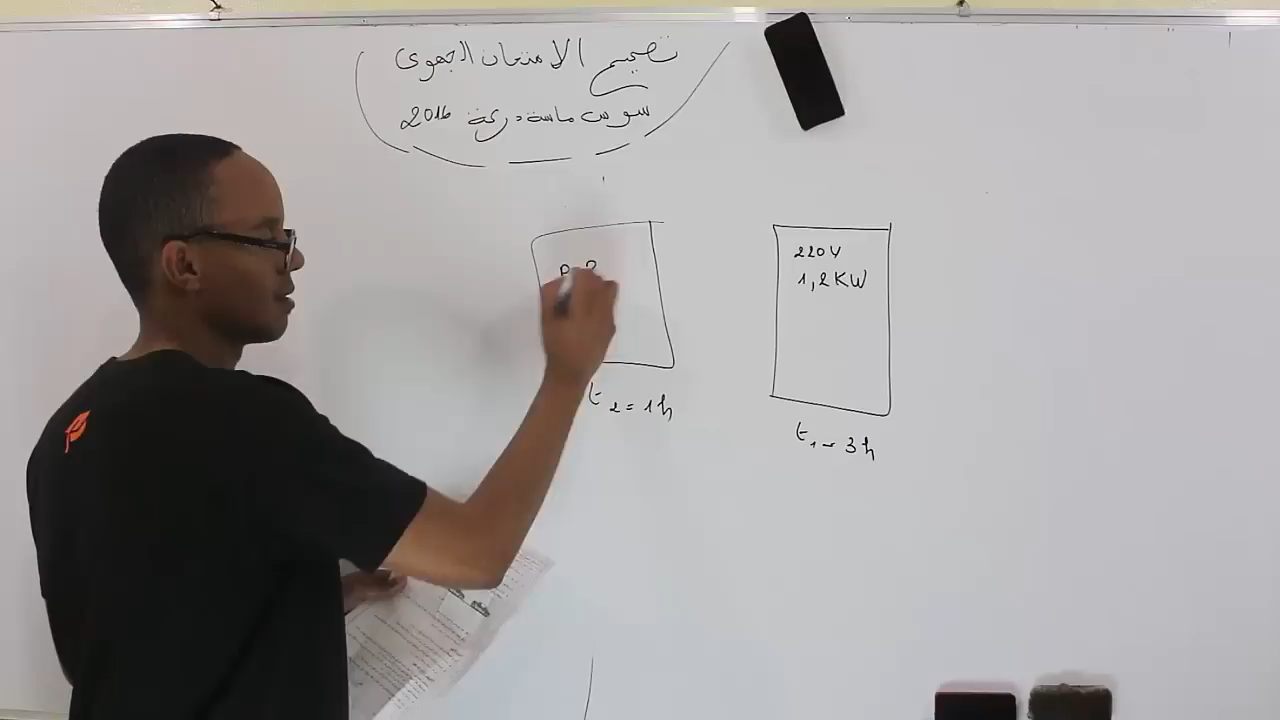 تصحيح الامتحان الجهوي
سوس ماسة درعة 2016
220V
1,2KW
t2 = 1h
t1 = 3h